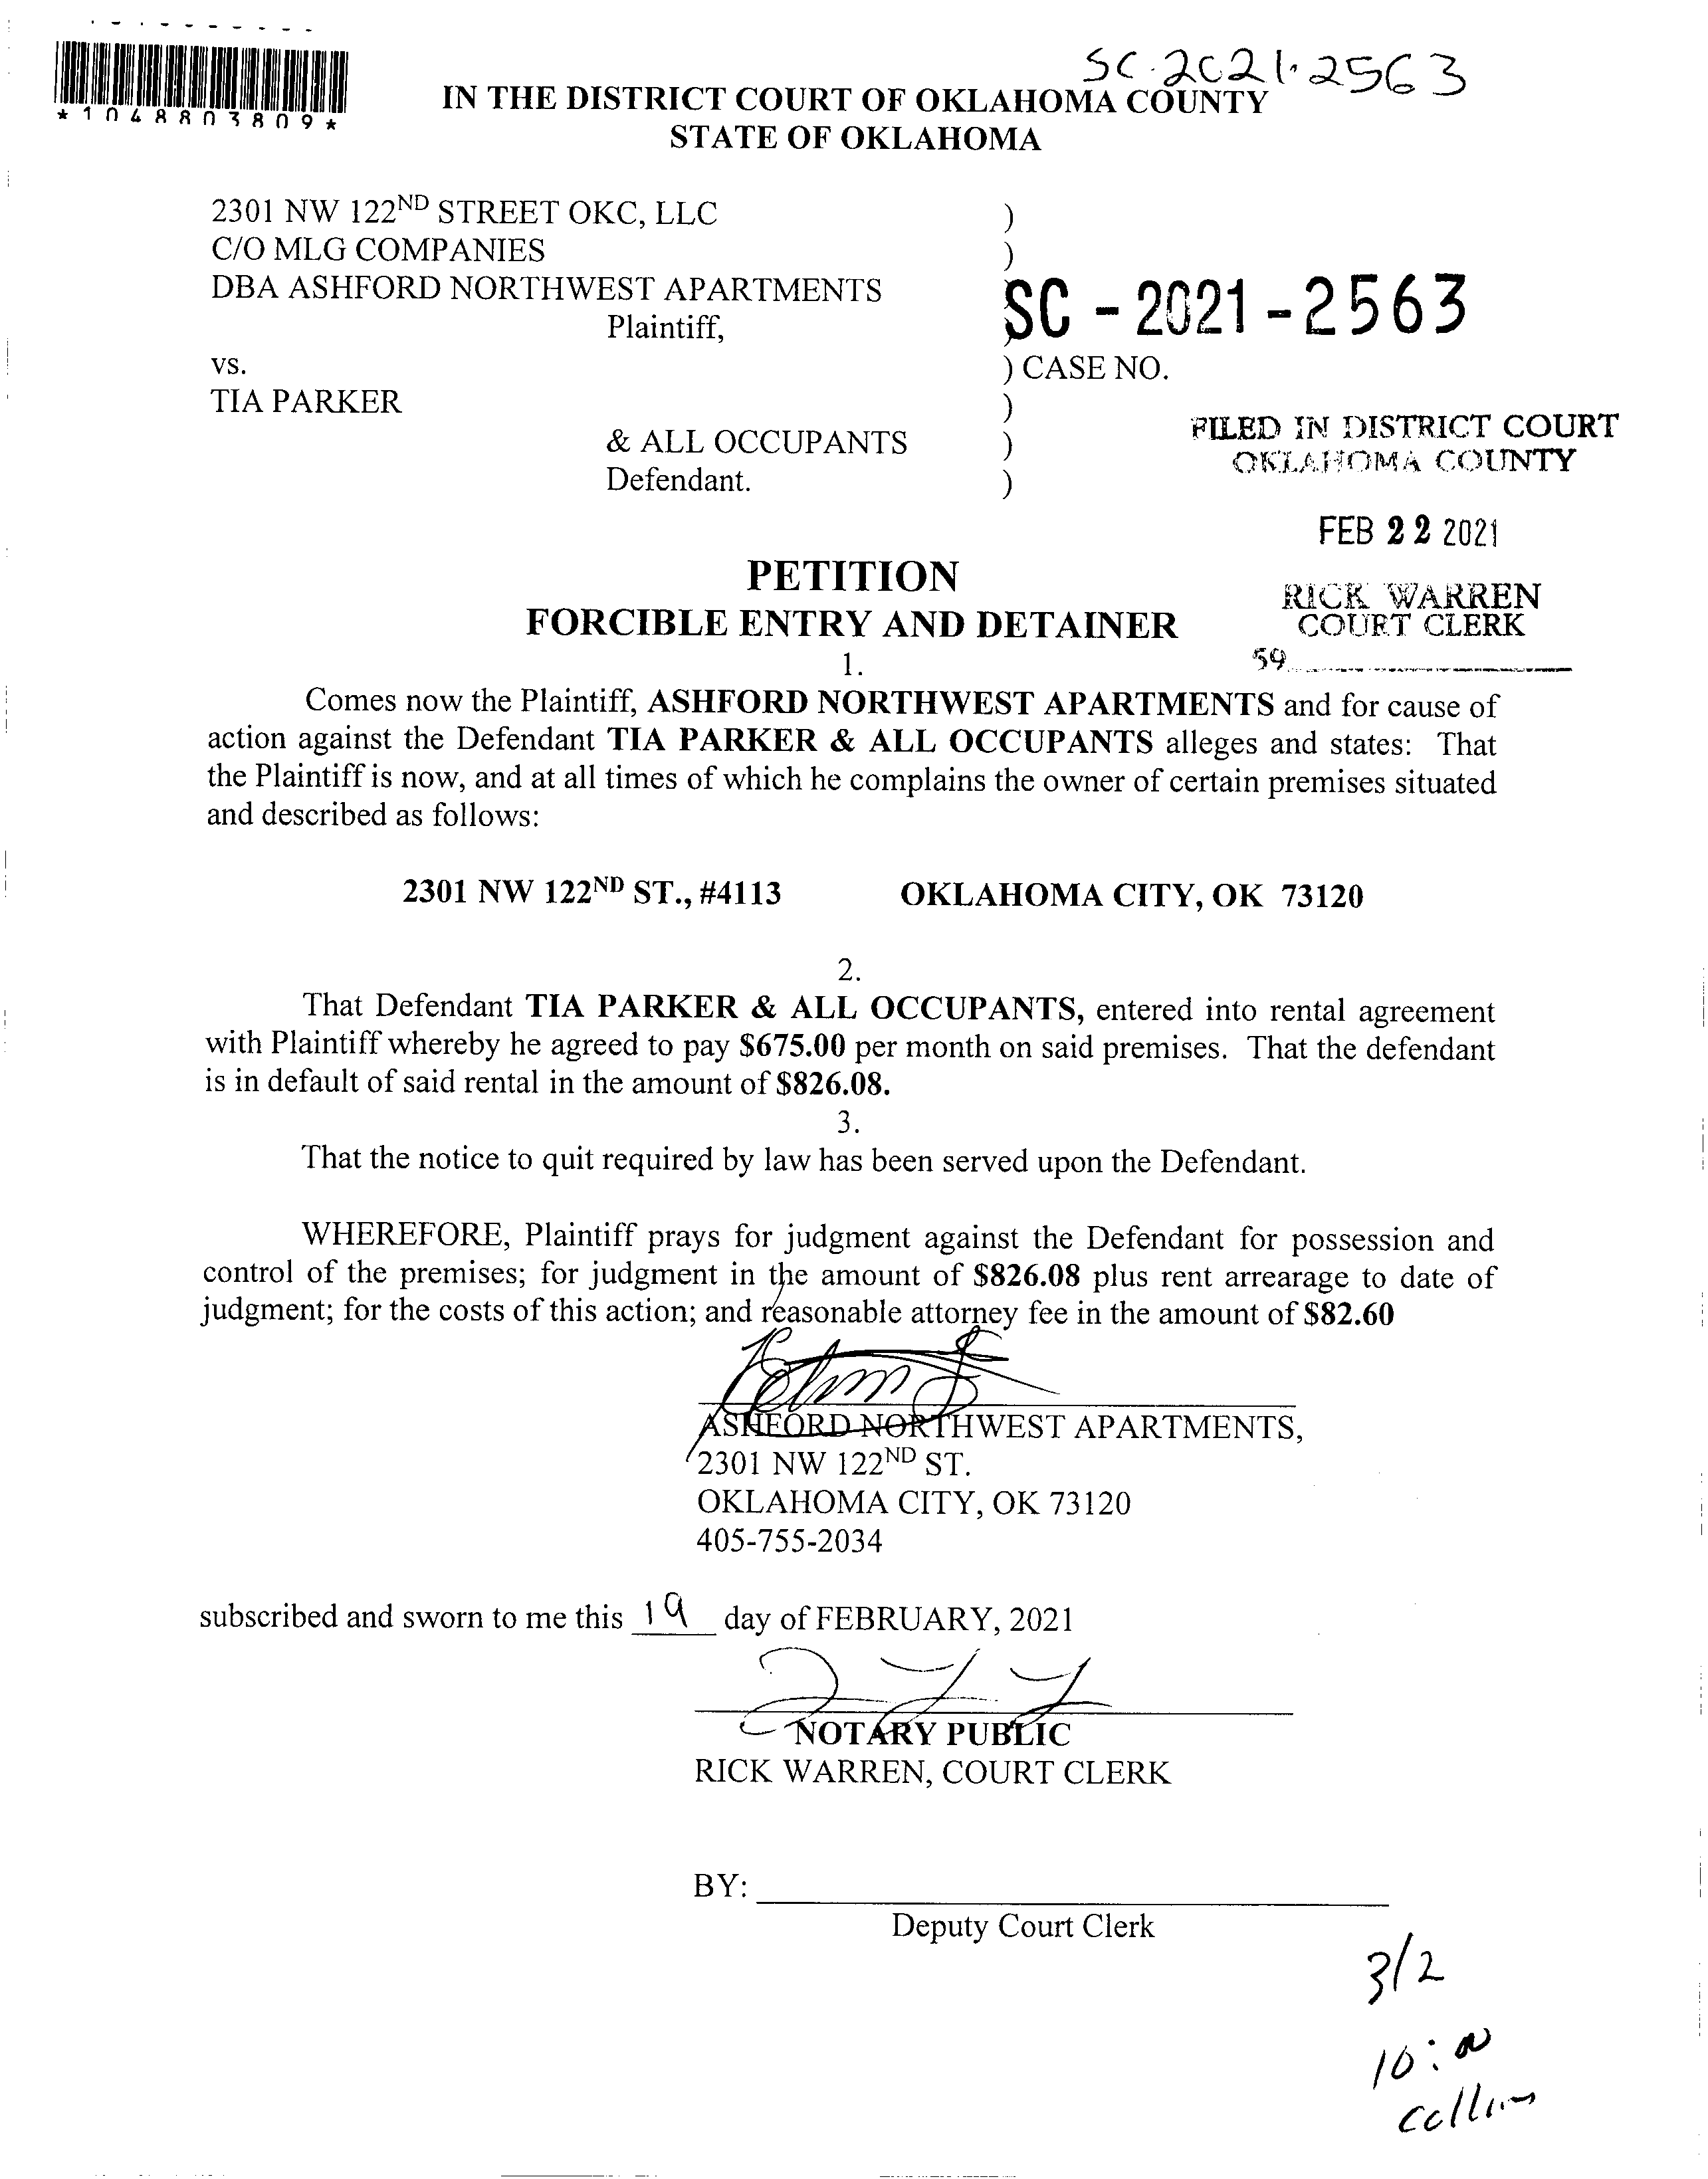 SC-2021-2563
*1048803809*
IN THE DISTRICT COURT OF OKLAHOMA COUNTY
STATE OF OKLAHOMA
2301 NW 122ND STREET OKC, LLC )
C/O MLG COMPANIES )
DBA ASHFORD NORTHWEST APARTMENTS )
SC - 2021 - 2563
Plaintiff, )
vs. ) CASE NO.
TIA PARKER )
& ALL OCCUPANTS )
Defendant. )
FILED IN DISTRICT COURT
OKLAHOMA COUNTY
FEB 22 2021
RICK WARREN
COURT CLERK
59
PETITION
FORCIBLE ENTRY AND DETAINER
1.
Comes now the Plaintiff, ASHFORD NORTHWEST APARTMENTS and for cause of
action against the Defendant TIA PARKER & ALL OCCUPANTS alleges and states: That
the Plaintiff is now, and at all times of which he complains the owner of certain premises situated
and described as follows:
2301 NW 122ND ST., #4113 OKLAHOMA CITY, OK 73120
2.
That Defendant TIA PARKER & ALL OCCUPANTS, entered into rental agreement
with Plaintiff whereby he agreed to pay $675.00 per month on said premises. That the defendant
is in default of said rental in the amount of $826.08.
3.
That the notice to quit required by law has been served upon the Defendant.
WHEREFORE, Plaintiff prays for judgment against the Defendant for possession and
control of the premises; for judgment in the amount of $826.08 plus rent arrearage to date of
judgment; for the costs of this action; and reasonable attorney fee in the amount of $82.60
ASHFORD NORTHWEST APARTMENTS,
2301 NW 122ND ST.
OKLAHOMA CITY, OK 73120
405-755-2034
subscribed and sworn to me this 19 day of FEBRUARY, 2021
NOTARY PUBLIC
RICK WARREN, COURT CLERK
BY:
Deputy Court Clerk
3/2
10:00
Collins